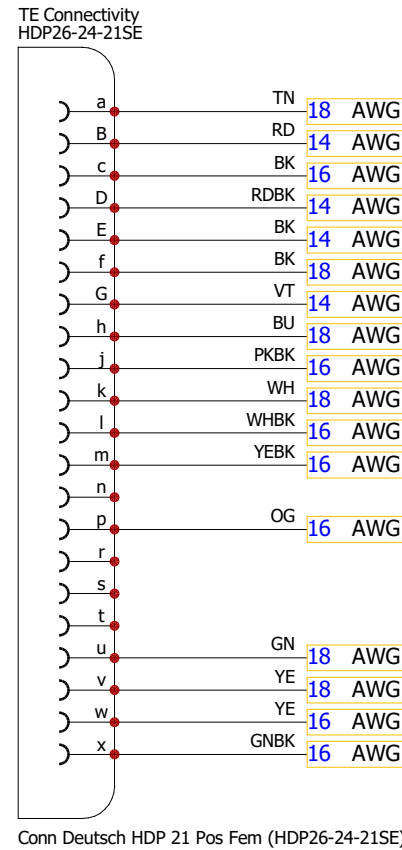 TE Connectivity
HDP26-24-21SE
a TN 18 AWG
B RD 14 AWG
c BK 16 AWG
D RDBK 14 AWG
E BK 14 AWG
f BK 18 AWG
G VT 14 AWG
h BU 18 AWG
j PKBK 16 AWG
k WH 18 AWG
l WHBK 16 AWG
m YEBK 16 AWG
n
p OG 16 AWG
r
s
t
u GN 18 AWG
v YE 18 AWG
w YE 16 AWG
x GNBK 16 AWG
Conn Deutsch HDP 21 Pos Fem (HDP26-24-21SE)